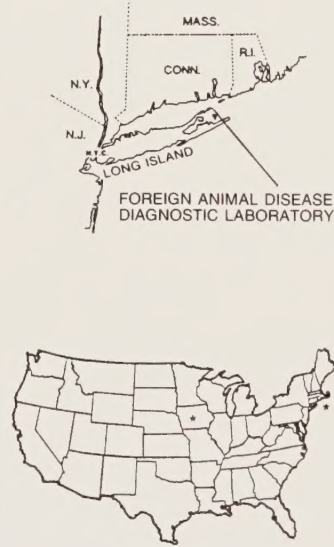 MASS.
R.I.
CONN.
N.Y.
N.J.
N.Y.C.
LONG ISLAND
FOREIGN ANIMAL DISEASE
DIAGNOSTIC LABORATORY